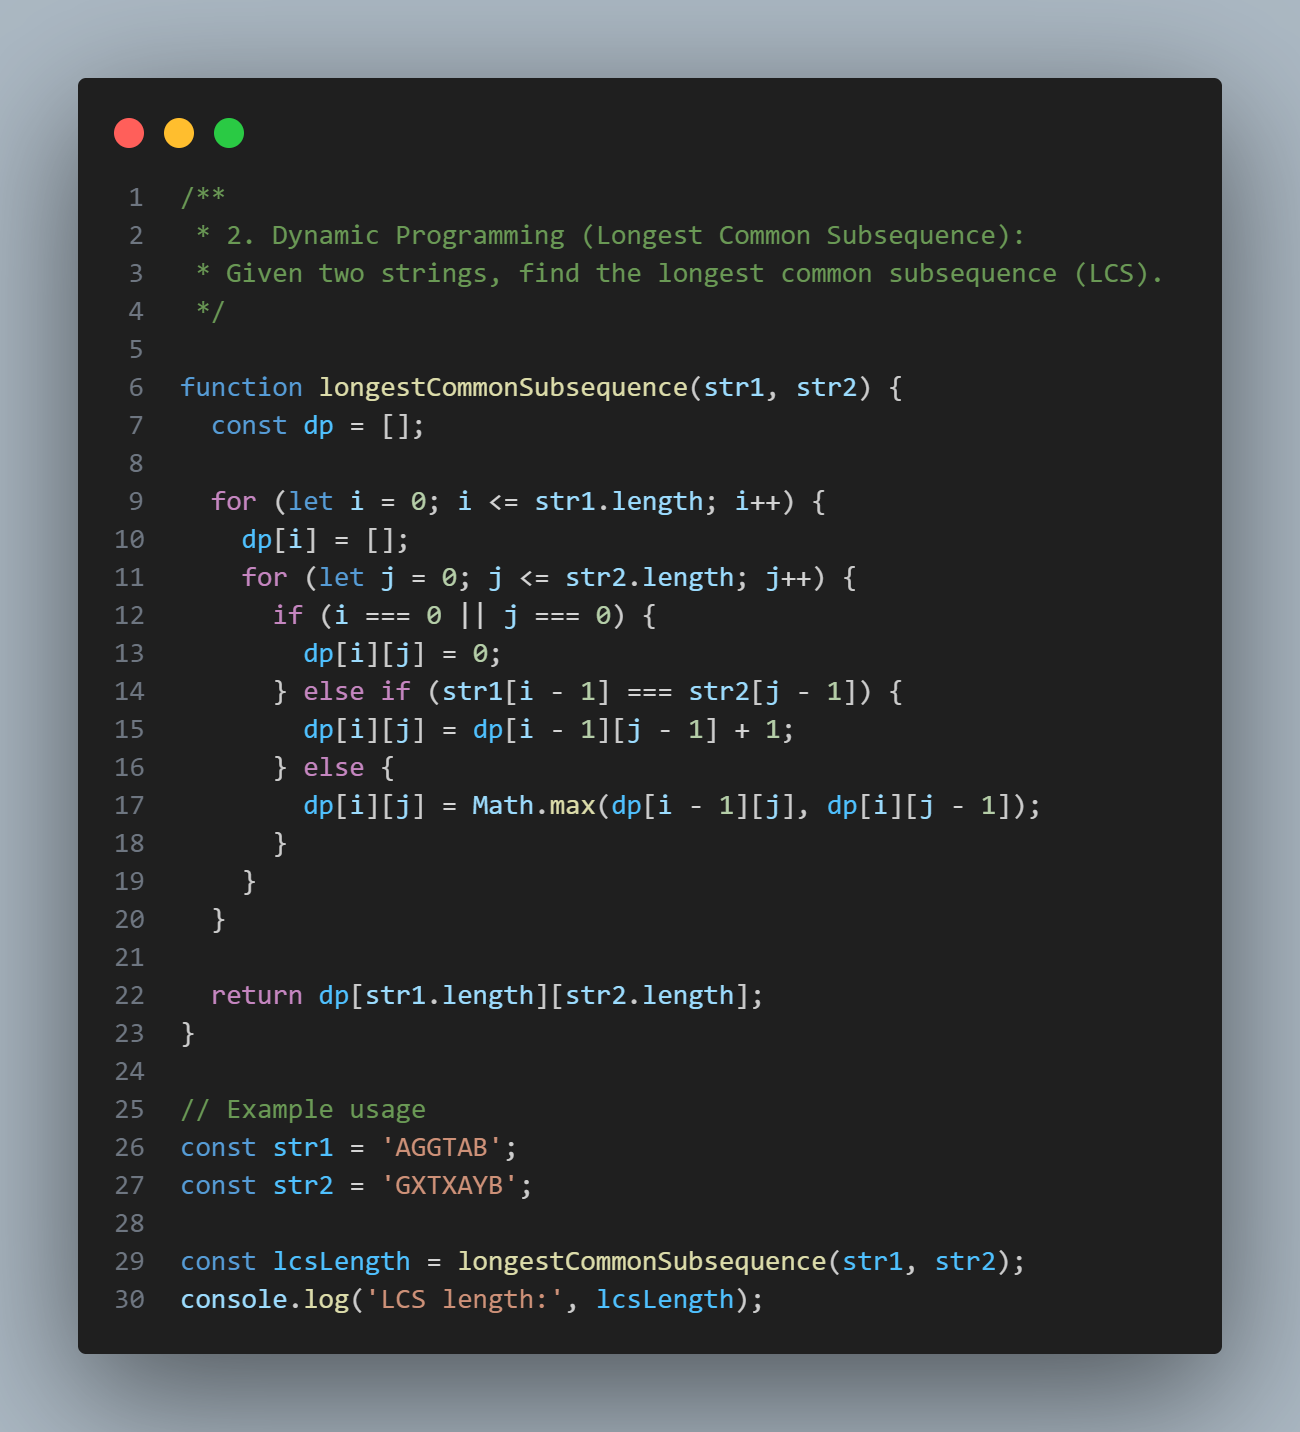 1 /**
2  * 2. Dynamic Programming (Longest Common Subsequence):
3  * Given two strings, find the longest common subsequence (LCS).
4  */
5
6 function longestCommonSubsequence(str1, str2) {
7   const dp = [];
8
9   for (let i = 0; i <= str1.length; i++) {
10     dp[i] = [];
11     for (let j = 0; j <= str2.length; j++) {
12       if (i === 0 || j === 0) {
13         dp[i][j] = 0;
14       } else if (str1[i - 1] === str2[j - 1]) {
15         dp[i][j] = dp[i - 1][j - 1] + 1;
16       } else {
17         dp[i][j] = Math.max(dp[i - 1][j], dp[i][j - 1]);
18       }
19     }
20   }
21
22   return dp[str1.length][str2.length];
23 }
24
25 // Example usage
26 const str1 = 'AGGTAB';
27 const str2 = 'GXTXAYB';
28
29 const lcsLength = longestCommonSubsequence(str1, str2);
30 console.log('LCS length:', lcsLength);